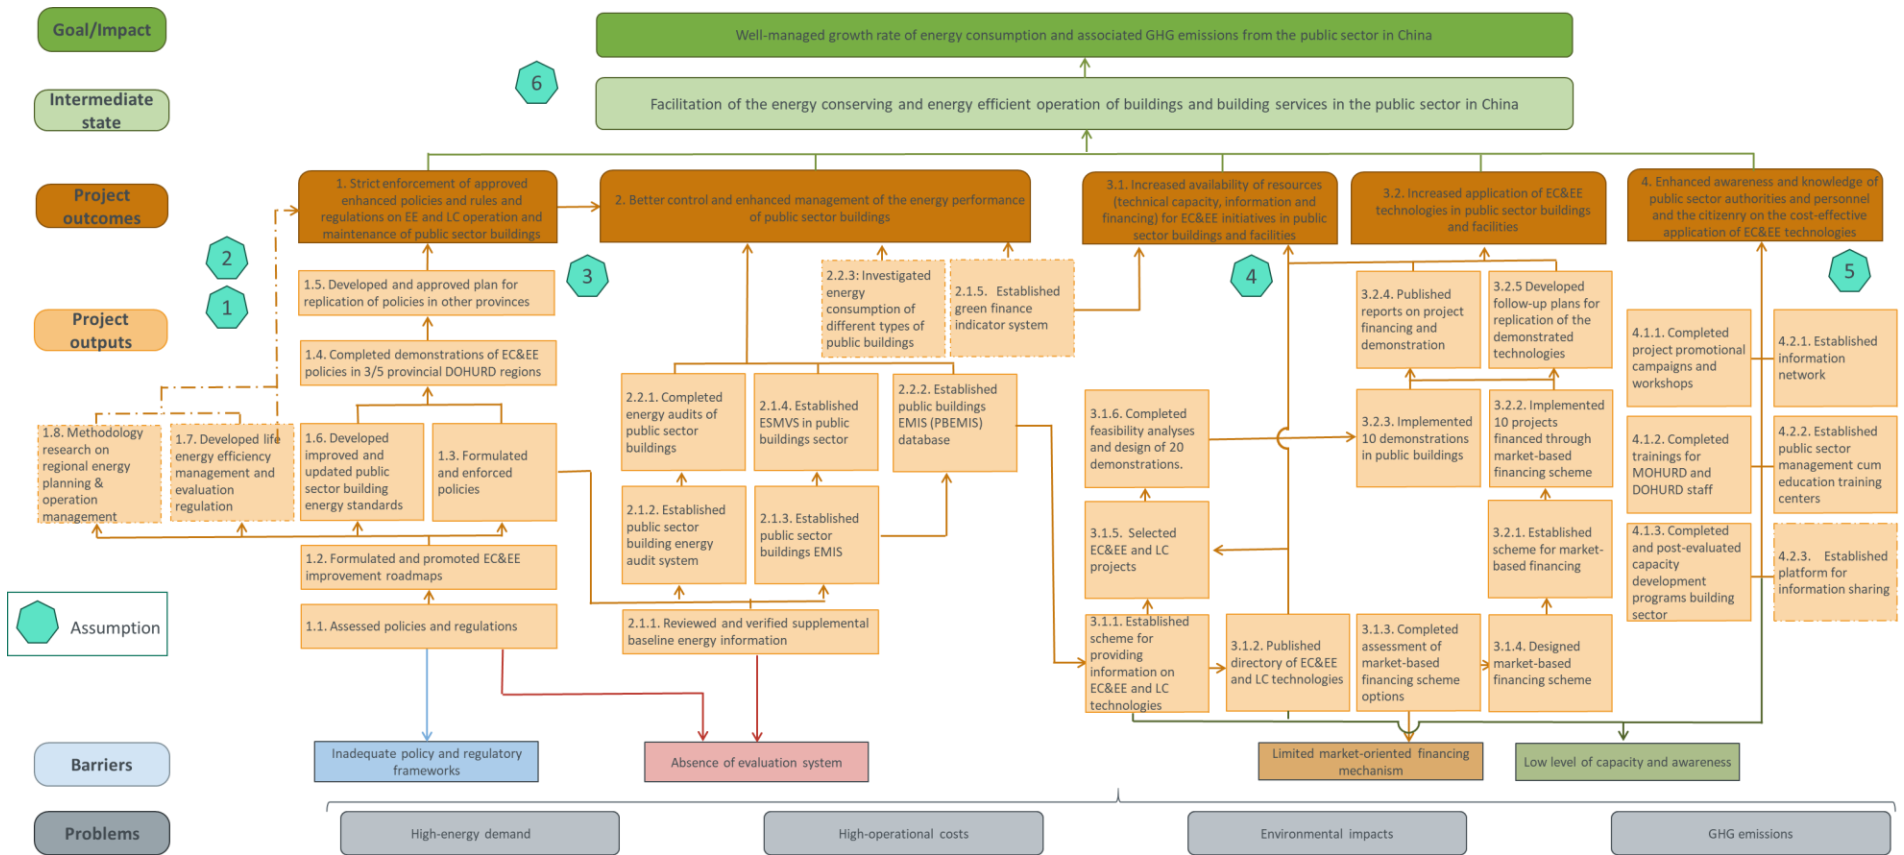 Goal/Impact
Well-managed growth rate of energy consumption and associated GHG emissions from the public sector in China
6
Intermediate
state
Facilitation of the energy conserving and energy efficient operation of buildings and building services in the public sector in China
Project
outcomes
1. Strict enforcement of approved
enhanced policies and rules and
regulations on EE and LC operation and
maintenance of public sector buildings
2. Better control and enhanced management of the energy performance
of public sector buildings
3.1. Increased availability of resources
(technical capacity, information and
financing) for EC&EE initiatives in public
sector buildings and facilities
3.2. Increased application of EC&EE
technologies in public sector buildings
and facilities
4. Enhanced awareness and knowledge of
public sector authorities and personnel
and the citizenry on the cost-effective
application of EC&EE technologies
2
1
3
4
5
Project
outputs
1.5. Developed and approved plan for
replication of policies in other provinces
1.4. Completed demonstrations of EC&EE
policies in 3/5 provincial DOHURD regions
1.8. Methodology
research on
regional energy
planning &
operation
management
1.7. Developed life
energy efficiency
management and
evaluation
regulation
1.6. Developed
improved and
updated public
sector building
energy standards
1.3. Formulated
and enforced
policies
1.2. Formulated and promoted EC&EE
improvement roadmaps
1.1. Assessed policies and regulations
2.2.3: Investigated
energy
consumption of
different types of
public buildings
2.1.5. Established
green finance
indicator system
2.2.1. Completed
energy audits of
public sector
buildings
2.1.4. Established
ESMVS in public
buildings sector
2.2.2. Established
public buildings
EMIS (PBEMIS)
database
2.1.2. Established
public sector
building energy
audit system
2.1.3. Established
public sector
buildings EMIS
2.1.1. Reviewed and verified supplemental
baseline energy information
3.2.4. Published
reports on project
financing and
demonstration
3.2.5 Developed
follow-up plans for
replication of the
demonstrated
technologies
3.1.6. Completed
feasibility analyses
and design of 20
demonstrations.
3.2.3. Implemented
10 demonstrations
in public buildings
3.2.2. Implemented
10 projects
financed through
market-based
financing scheme
3.1.5. Selected
EC&EE and LC
projects
3.2.1. Established
scheme for market-
based financing
3.1.1. Established
scheme for
providing
information on
EC&EE and LC
technologies
3.1.2. Published
directory of EC&EE
and LC technologies
3.1.3. Completed
assessment of
market-based
financing scheme
options
3.1.4. Designed
market-based
financing scheme
4.1.1. Completed
project promotional
campaigns and
workshops
4.2.1. Established
information
network
4.1.2. Completed
trainings for
MOHURD and
DOHURD staff
4.2.2. Established
public sector
management cum
education training
centers
4.1.3. Completed
and post-evaluated
capacity
development
programs building
sector
4.2.3. Established
platform for
information sharing
Assumption
Barriers
Inadequate policy and regulatory
frameworks
Absence of evaluation system
Limited market-oriented financing
mechanism
Low level of capacity and awareness
Problems
High-energy demand
High-operational costs
Environmental impacts
GHG emissions